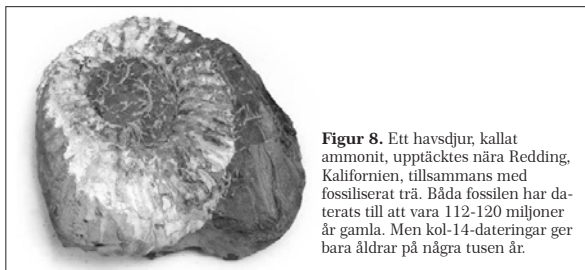 Figur 8. Ett havsdjur, kallat
ammonit, upptäcktes nära Redding,
Kalifornien, tillsammans med
fossiliserat trä. Båda fossilen har da-
terats till att vara 112-120 miljoner
år gamla. Men kol-14-dateringar ger
bara åldrar på några tusen år.